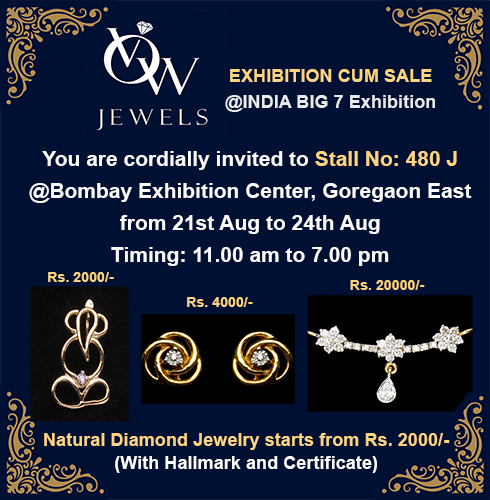 VOW
JEWELS
EXHIBITION CUM SALE
@INDIA BIG 7 Exhibition
You are cordially invited to Stall No: 480 J
@Bombay Exhibition Center, Goregaon East
from 21st Aug to 24th Aug
Timing: 11.00 am to 7.00 pm
Rs. 2000/-
Rs. 4000/-
Rs. 20000/-
Natural Diamond Jewelry starts from Rs. 2000/-
(With Hallmark and Certificate)